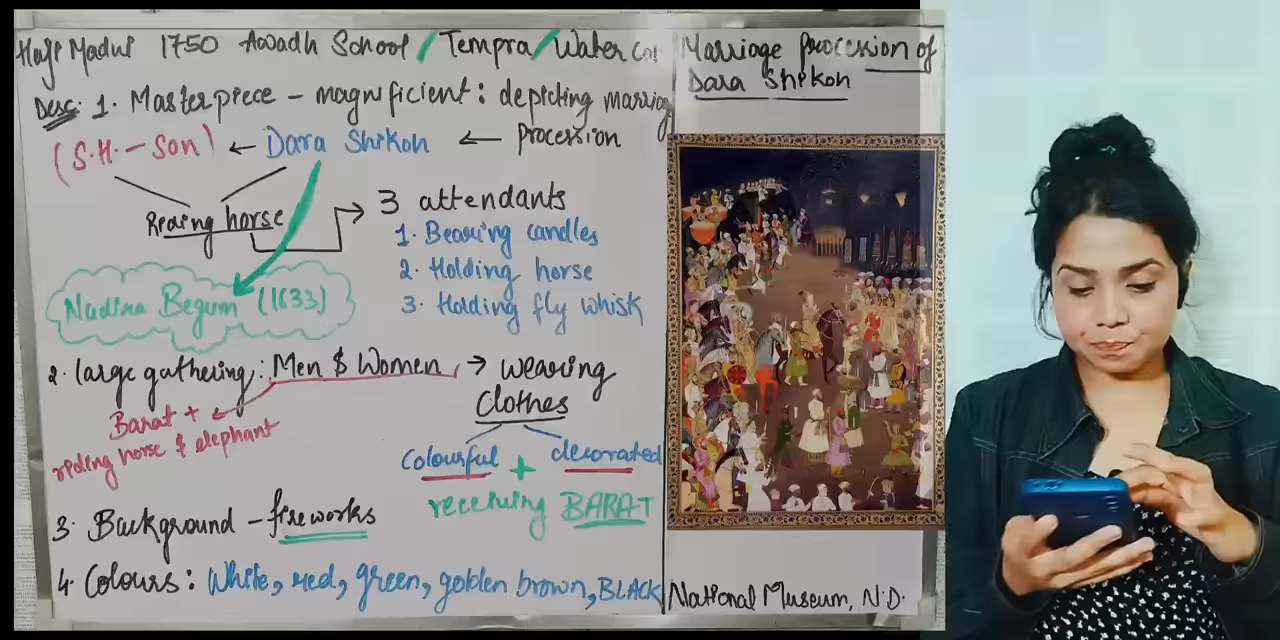 Haji Madni 1750 Awadh School / Tempra / Water Col
Marriage Procession of
Dara Shikoh
Desc: 1. Masterpiece - magnificient: depicting marriag
(S.H. - Son) ← Dara Shikoh ← procession
Riding horse → 3 attendants
1. Bearing candles
2. Holding horse
3. Holding fly whisk
Nadira Begum (1633)
2. large gathering: Men & Women → wearing
clothes
Barat +
riding horse & elephant
colourful + decorated
receiving BARAT
3. Background - fireworks
4. Colours: White, red, green, golden brown, BLACK
National Museum, N.D.